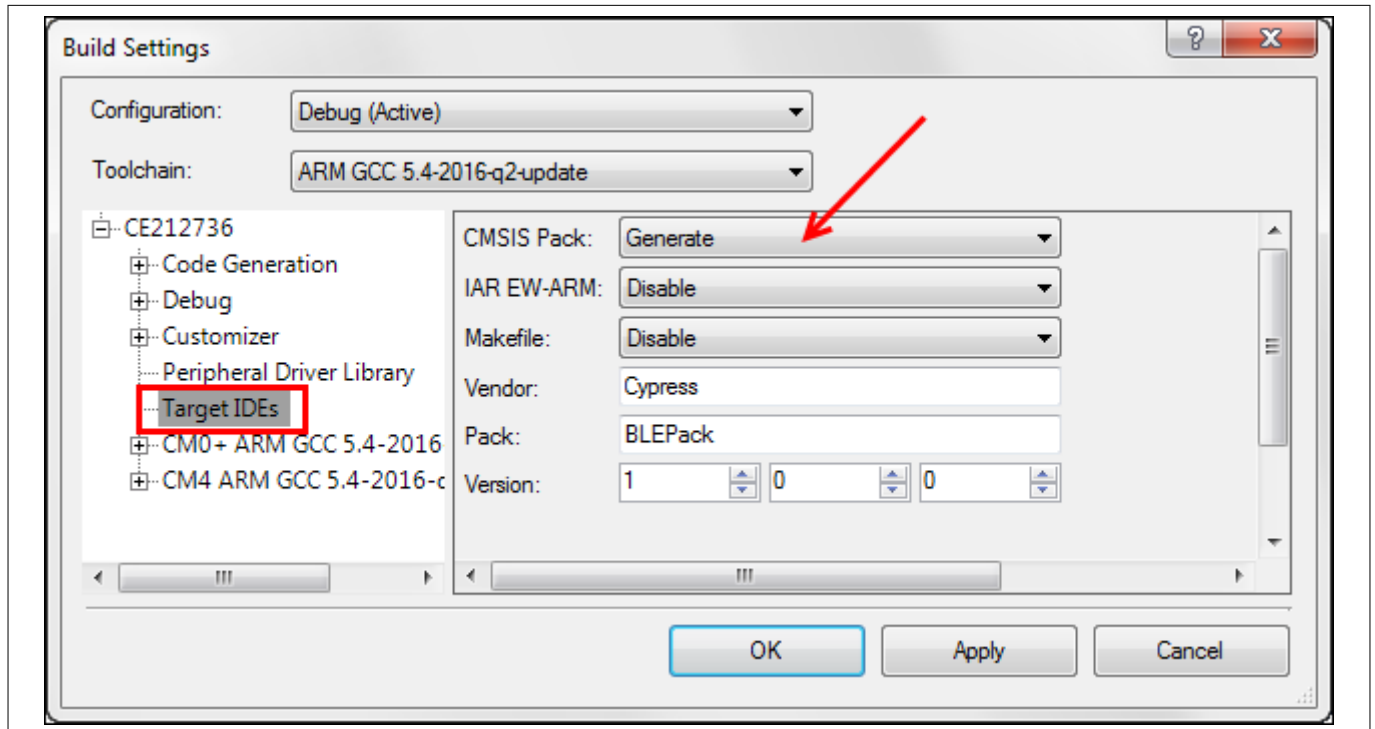 Build Settings
Configuration: Debug (Active)
Toolchain: ARM GCC 5.4-2016-q2-update
CE212736
Code Generation
Debug
Customizer
Peripheral Driver Library
Target IDEs
CM0+ ARM GCC 5.4-2016
CM4 ARM GCC 5.4-2016-
CMSIS Pack: Generate
IAR EW-ARM: Disable
Makefile: Disable
Vendor: Cypress
Pack: BLEPack
Version: 1 0 0
OK Apply Cancel